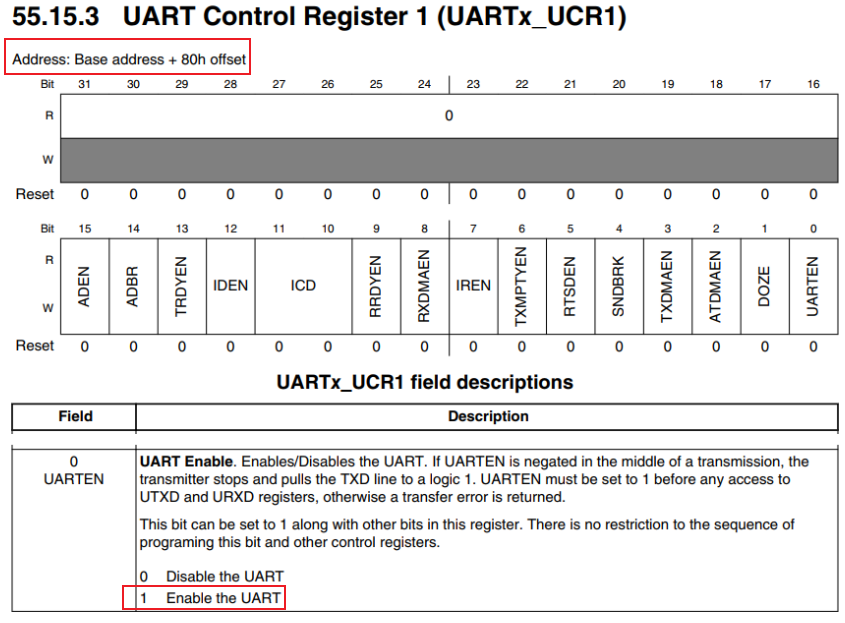 55.15.3 UART Control Register 1 (UARTx_UCR1)
Address: Base address + 80h offset
Bit 31 30 29 28 27 26 25 24 23 22 21 20 19 18 17 16
R 0
W
Reset 0 0 0 0 0 0 0 0 0 0 0 0 0 0 0 0
Bit 15 14 13 12 11 10 9 8 7 6 5 4 3 2 1 0
R
W
ADEN ADBR TRDYEN IDEN ICD RRDYEN RXDMAEN IREN TXMPTYEN RTSDEN SNDBRK TXDMAEN ATDMAEN DOZE UARTEN
Reset 0 0 0 0 0 0 0 0 0 0 0 0 0 0 0 0
UARTx_UCR1 field descriptions
Field Description
0
UARTEN
UART Enable. Enables/Disables the UART. If UARTEN is negated in the middle of a transmission, the
transmitter stops and pulls the TXD line to a logic 1. UARTEN must be set to 1 before any access to
UTXD and URXD registers, otherwise a transfer error is returned.
This bit can be set to 1 along with other bits in this register. There is no restriction to the sequence of
programing this bit and other control registers.
0 Disable the UART
1 Enable the UART